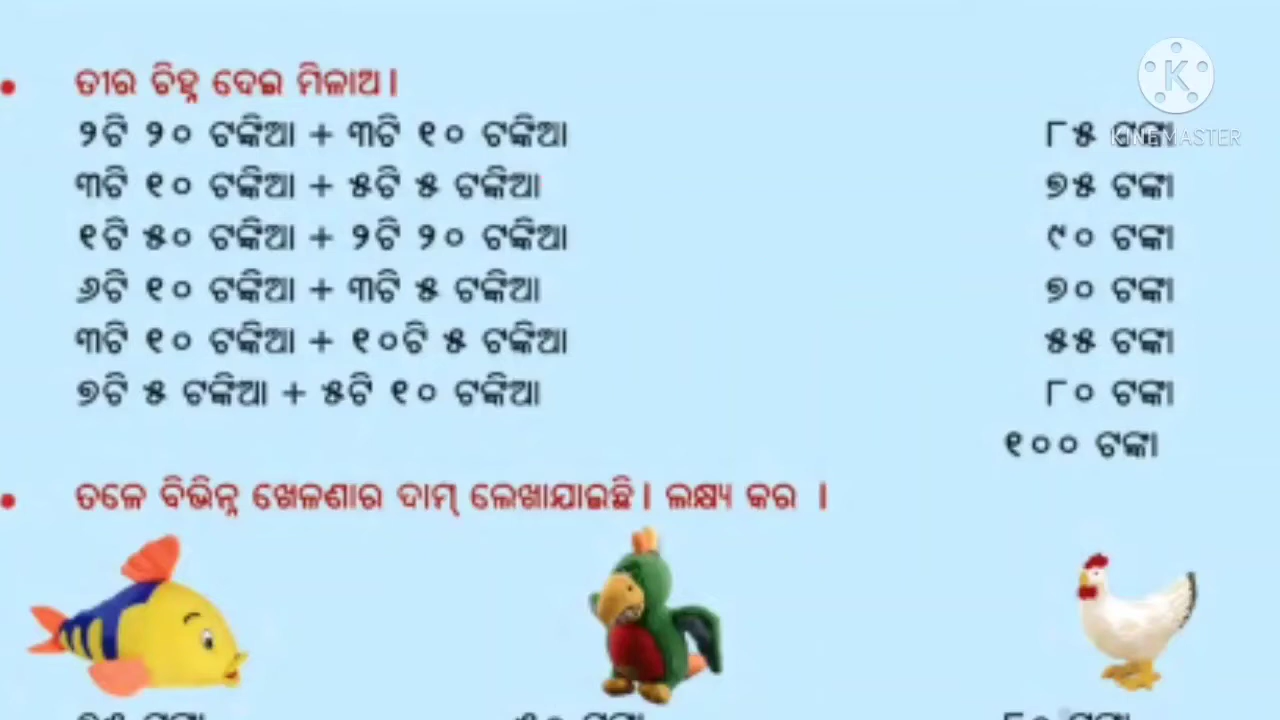 ତୀର ଚିହ୍ନ ଦେଇ ମିଳାଅ।
୨ଟି ୨୦ ଟଙ୍କିଆ + ୩ଟି ୧୦ ଟଙ୍କିଆ ୮୫ ଟଙ୍କା
୩ଟି ୧୦ ଟଙ୍କିଆ + ୫ଟି ୫ ଟଙ୍କିଆ ୭୫ ଟଙ୍କା
୧ଟି ୫୦ ଟଙ୍କିଆ + ୨ଟି ୨୦ ଟଙ୍କିଆ ୯୦ ଟଙ୍କା
୬ଟି ୧୦ ଟଙ୍କିଆ + ୩ଟି ୫ ଟଙ୍କିଆ ୭୦ ଟଙ୍କା
୩ଟି ୧୦ ଟଙ୍କିଆ + ୧୦ଟି ୫ ଟଙ୍କିଆ ୫୫ ଟଙ୍କା
୭ଟି ୫ ଟଙ୍କିଆ + ୫ଟି ୧୦ ଟଙ୍କିଆ ୮୦ ଟଙ୍କା
୧୦୦ ଟଙ୍କା
ତଳେ ବିଭିନ୍ନ ଖେଳଣାର ଦାମ୍ ଲେଖାଯାଇଛି। ଲକ୍ଷ୍ୟ କର ।
K
KINEMASTER